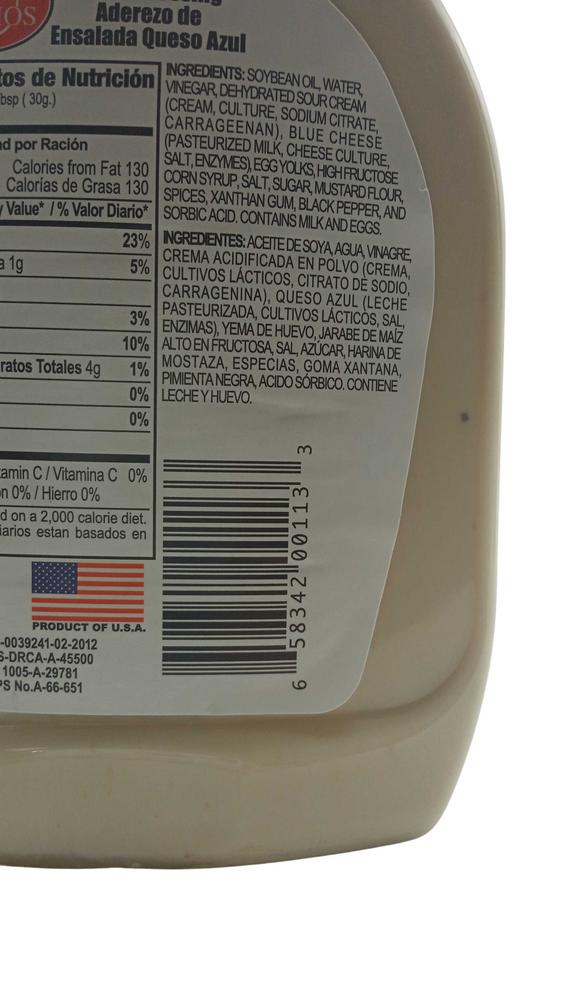 Aderezo de
Ensalada Queso Azul
tos de Nutrición
bsp ( 30g.)
d por Ración
Calories from Fat 130
Calorías de Grasa 130
y Value* / % Valor Diario*
23%
a 1g 5%
3%
10%
ratos Totales 4g 1%
0%
0%
tamin C / Vitamina C 0%
n 0% / Hierro 0%
d on a 2,000 calorie diet.
iarios estan basados en
INGREDIENTS: SOYBEAN OIL, WATER,
VINEGAR, DEHYDRATED SOUR CREAM
(CREAM, CULTURE, SODIUM CITRATE,
CARRAGEENAN), BLUE CHEESE
(PASTEURIZED MILK, CHEESE CULTURE,
SALT, ENZYMES), EGG YOLKS, HIGH FRUCTOSE
CORN SYRUP, SALT, SUGAR, MUSTARD FLOUR,
SPICES, XANTHAN GUM, BLACK PEPPER, AND
SORBIC ACID. CONTAINS MILK AND EGGS.
INGREDIENTES: ACEITE DE SOYA, AGUA, VINAGRE,
CREMA ACIDIFICADA EN POLVO (CREMA,
CULTIVOS LÁCTICOS, CITRATO DE SODIO,
CARRAGENINA), QUESO AZUL (LECHE
PASTEURIZADA, CULTIVOS LÁCTICOS, SAL,
ENZIMAS), YEMA DE HUEVO, JARABE DE MAÍZ
ALTO EN FRUCTOSA, SAL, AZÚCAR, HARINA DE
MOSTAZA, ESPECIAS, GOMA XANTANA,
PIMIENTA NEGRA, ACIDO SÓRBICO. CONTIENE
LECHE Y HUEVO.
PRODUCT OF U.S.A.
-0039241-02-2012
S-DRCA-A-45500
1005-A-29781
PS No.A-66-651
6 58342 00113 3